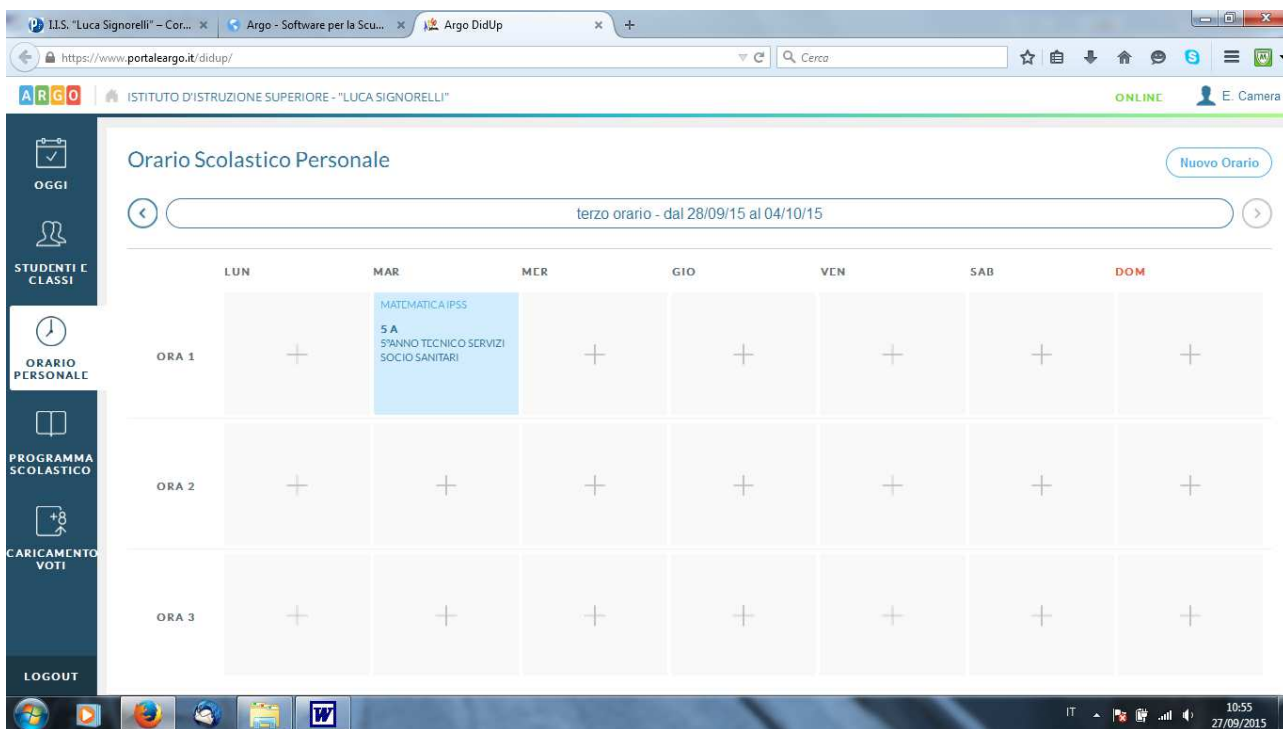 I.I.S. "Luca Signorelli" – Cor...
Argo - Software per la Scu...
Argo DidUp
https://www.portaleargo.it/didup/
Cerca
ARGO
ISTITUTO D'ISTRUZIONE SUPERIORE - "LUCA SIGNORELLI"
ONLINE
E. Camera
OGGI
STUDENTI E
CLASSI
ORARIO
PERSONALE
PROGRAMMA
SCOLASTICO
+8
CARICAMENTO
VOTI
LOGOUT
Orario Scolastico Personale
Nuovo Orario
terzo orario - dal 28/09/15 al 04/10/15
LUN MAR MER GIO VEN SAB DOM
ORA 1
MATEMATICA IPSS
5 A
5°ANNO TECNICO SERVIZI
SOCIO SANITARI
ORA 2
ORA 3
IT
10:55
27/09/2015